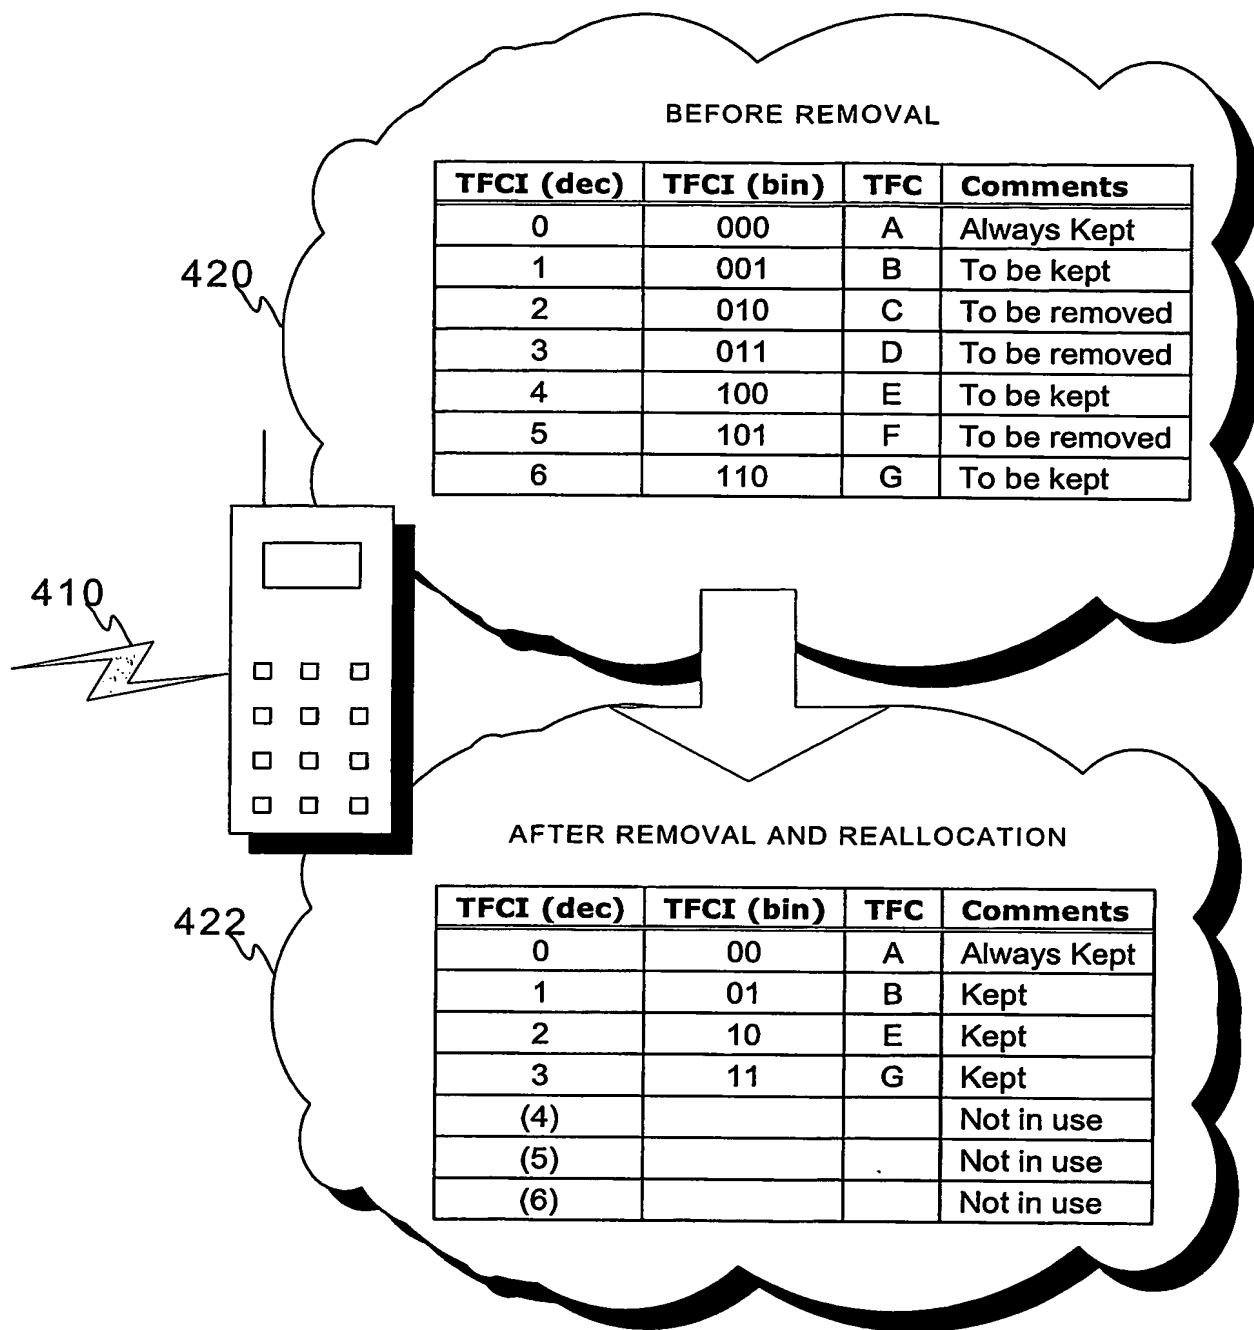 BEFORE REMOVAL
TFCI (dec) TFCI (bin) TFC Comments
0 000 A Always Kept
1 001 B To be kept
2 010 C To be removed
3 011 D To be removed
4 100 E To be kept
5 101 F To be removed
6 110 G To be kept
420
410
AFTER REMOVAL AND REALLOCATION
422
TFCI (dec) TFCI (bin) TFC Comments
0 00 A Always Kept
1 01 B Kept
2 10 E Kept
3 11 G Kept
(4) Not in use
(5) Not in use
(6) Not in use